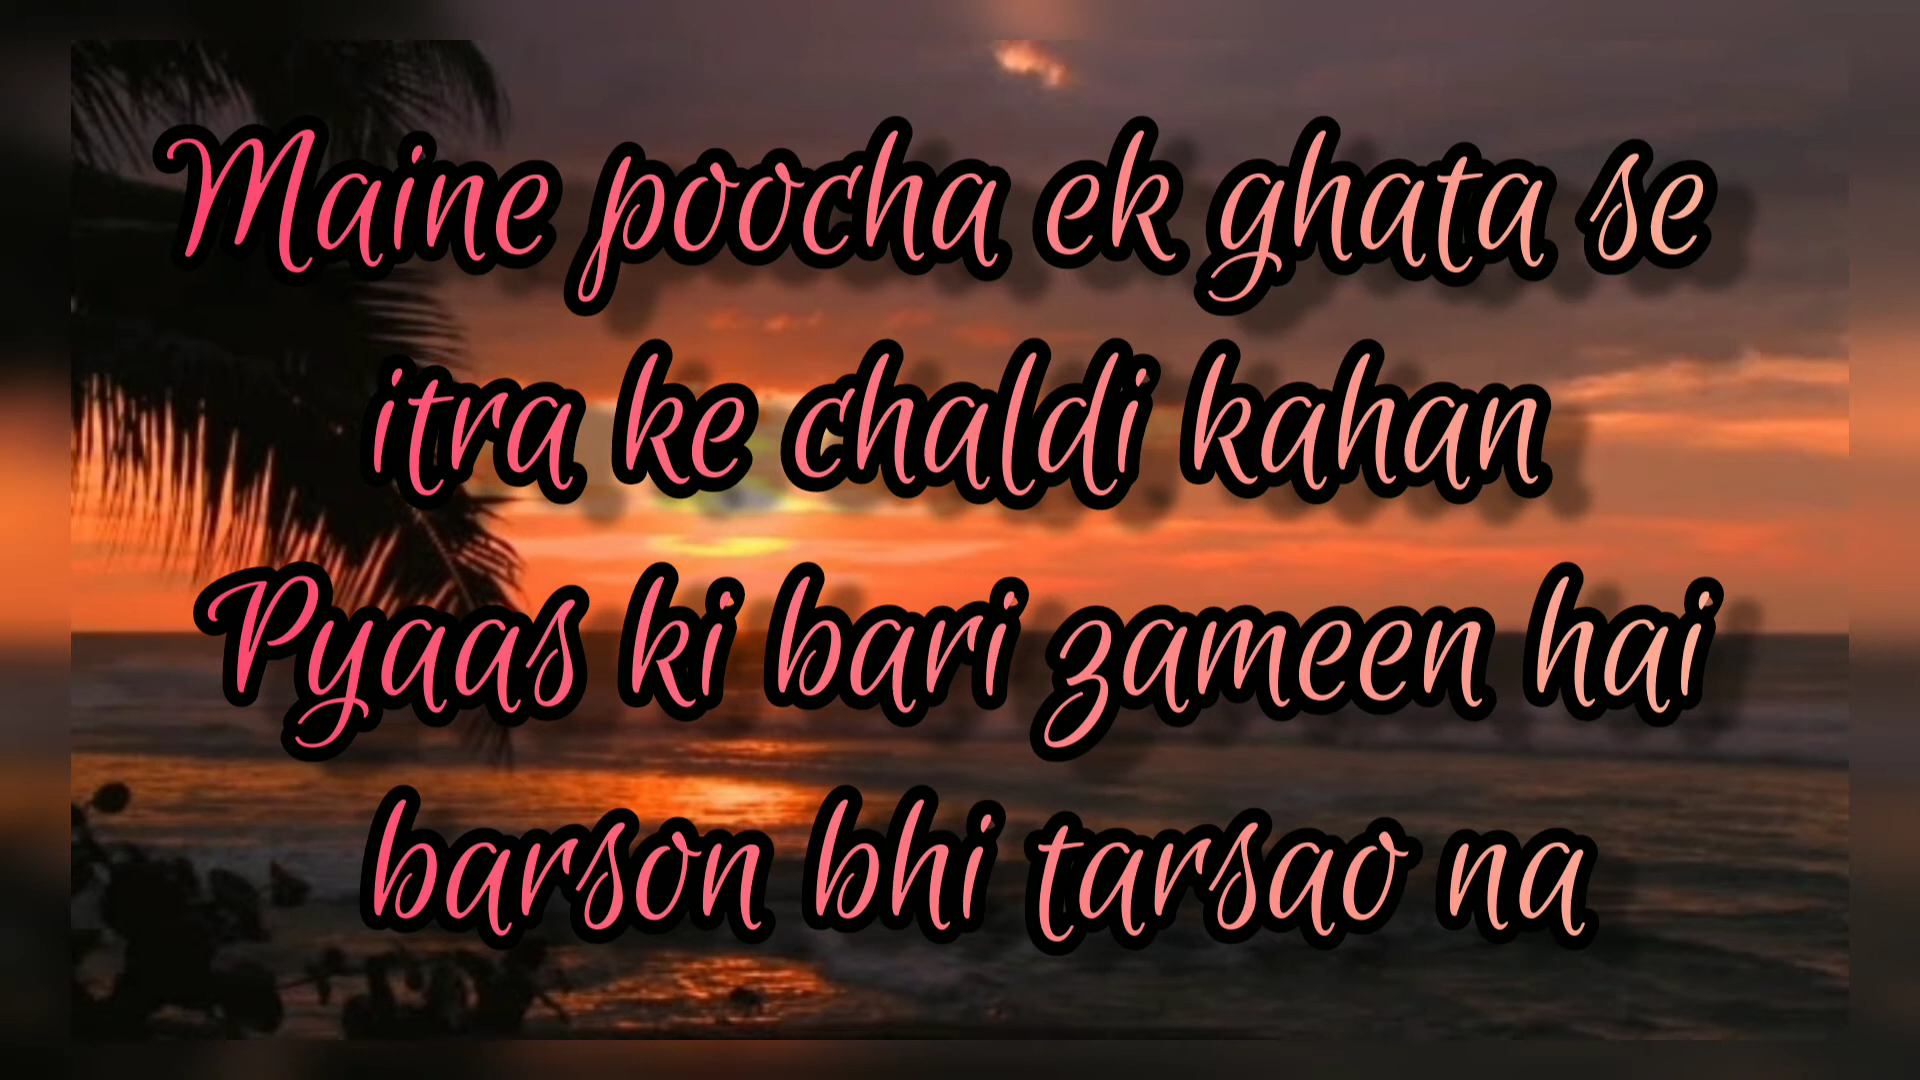 Maine poocha ek ghata se
itra ke chaldi kahan
Pyaas ki bari zameen hai
barson bhi tarsao na